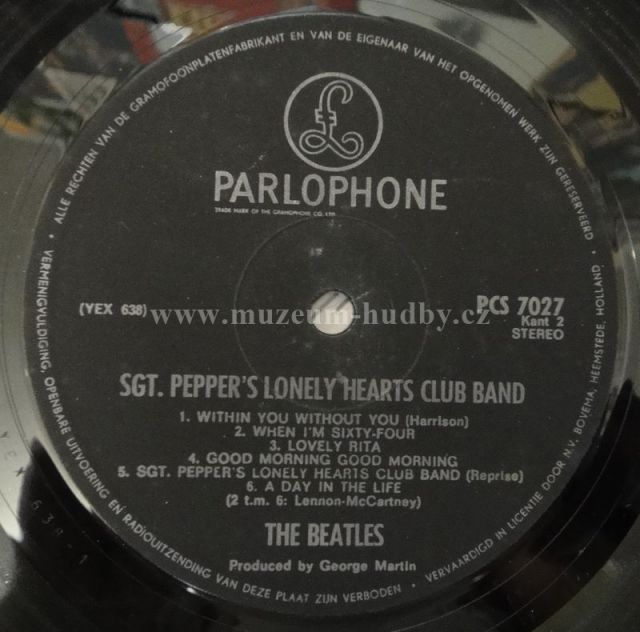 • ALLE RECHTEN VAN DE GRAMOFOONPLATENFABRIKANT EN VAN DE EIGENAAR VAN HET OPGENOMEN WERK ZIJN GERESERVEERD •
£
PARLOPHONE
TRADE MARK OF THE GRAMOPHONE CO. LTD.
(YEX 638)
www.muzeum-hudby.cz
PCS 7027
Kant 2
STEREO
SGT. PEPPER'S LONELY HEARTS CLUB BAND
1. WITHIN YOU WITHOUT YOU (Harrison)
2. WHEN I'M SIXTY-FOUR
3. LOVELY RITA
4. GOOD MORNING GOOD MORNING
5. SGT. PEPPER'S LONELY HEARTS CLUB BAND (Reprise)
6. A DAY IN THE LIFE
(2 t.m. 6: Lennon-McCartney)
THE BEATLES
Produced by George Martin
VERMENIGVULDIGING, OPENBARE UITVOERING EN RADIOUITZENDING VAN DEZE PLAAT ZIJN VERBODEN •
VERVAARDIGD IN LICENTIE DOOR N.V. BOVEMA, HEEMSTEDE, HOLLAND •
YEX 638-1